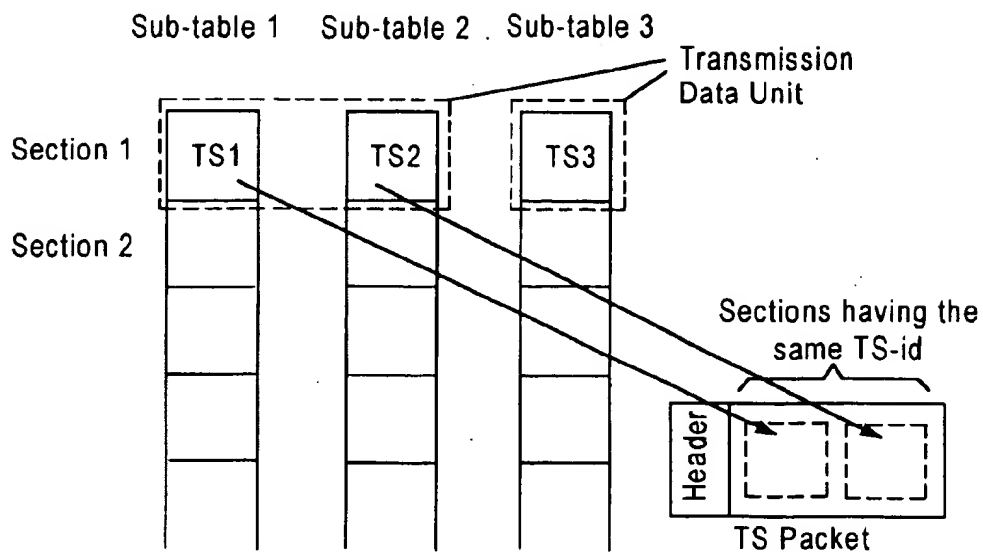 Sub-table 1 Sub-table 2 Sub-table 3
Transmission
Data Unit
Section 1 TS1 TS2 TS3
Section 2
Sections having the
same TS-id
Header
TS Packet